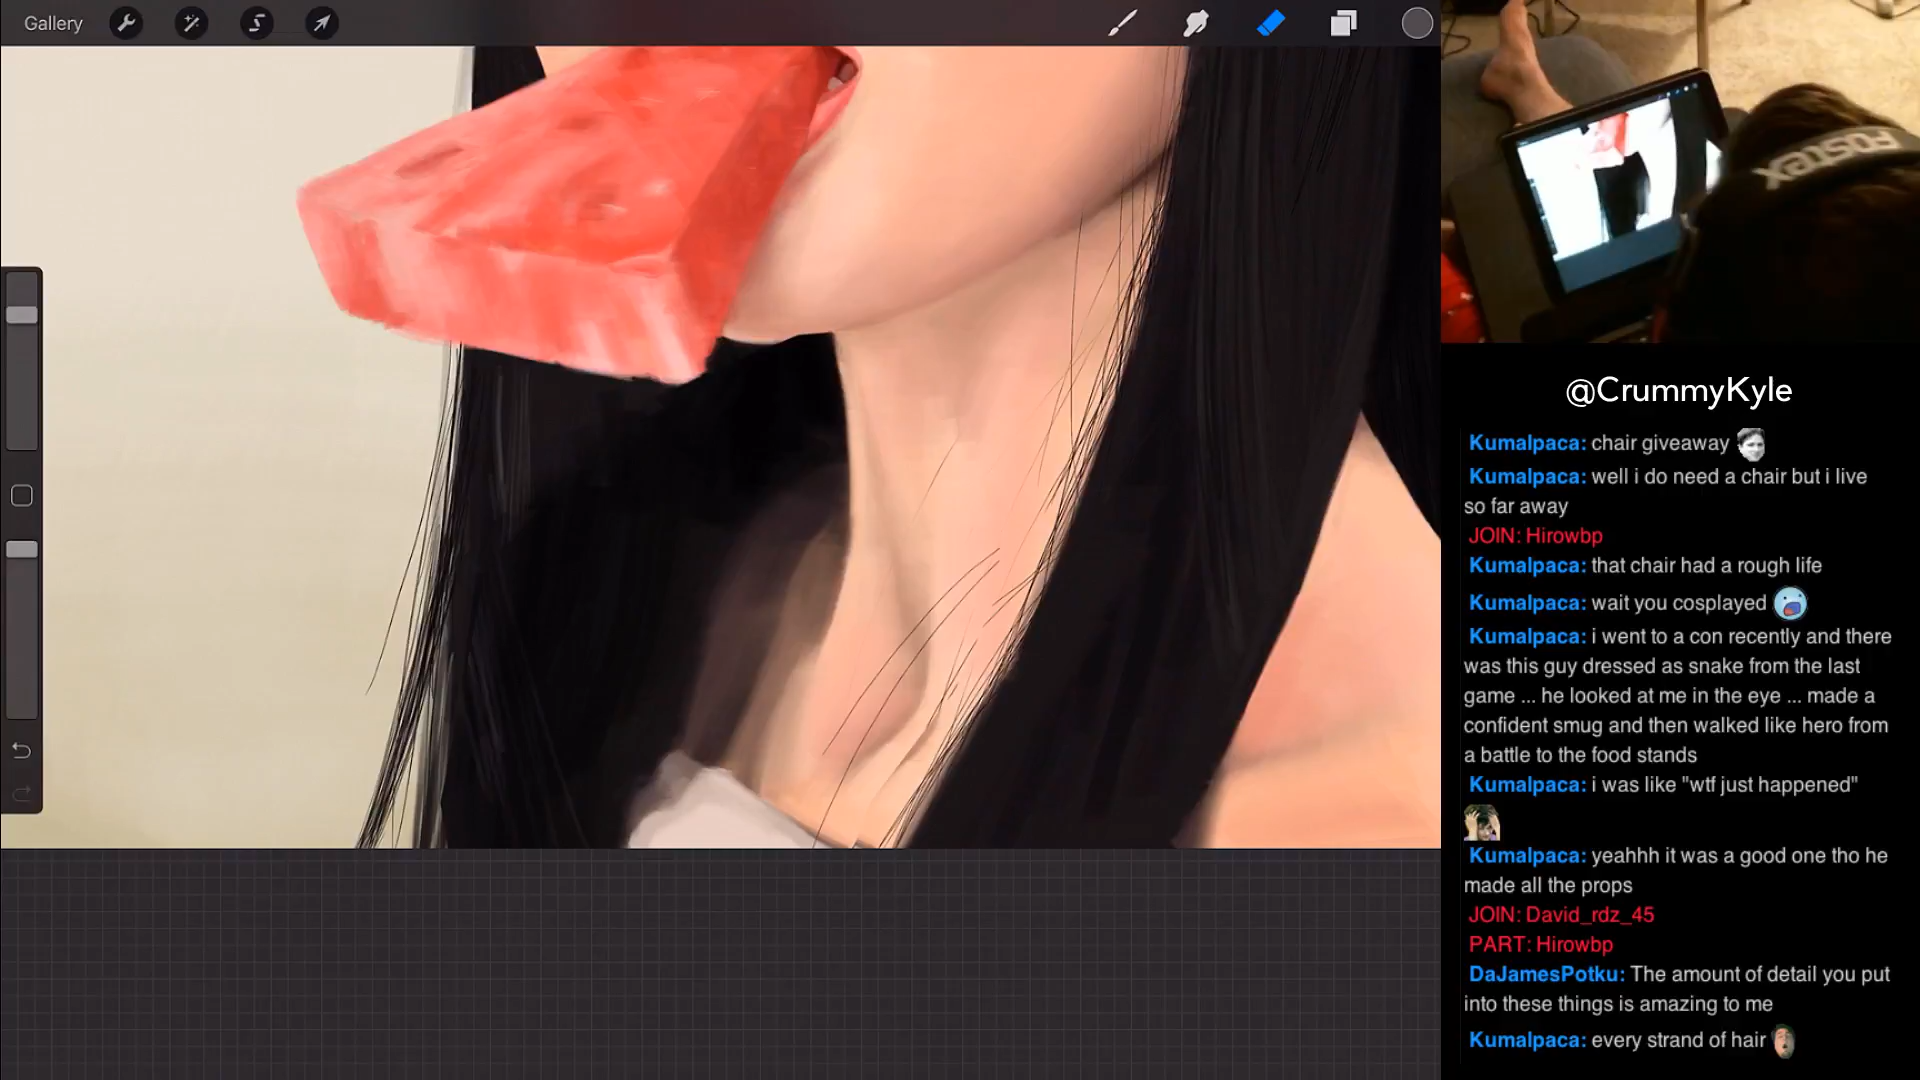 Gallery
FOSTEX
@CrummyKyle
Kumalpaca: chair giveaway
Kumalpaca: well i do need a chair but i live
so far away
JOIN: Hirowbp
Kumalpaca: that chair had a rough life
Kumalpaca: wait you cosplayed
Kumalpaca: i went to a con recently and there
was this guy dressed as snake from the last
game ... he looked at me in the eye ... made a
confident smug and then walked like hero from
a battle to the food stands
Kumalpaca: i was like "wtf just happened"
Kumalpaca: yeahhh it was a good one tho he
made all the props
JOIN: David_rdz_45
PART: Hirowbp
DaJamesPotku: The amount of detail you put
into these things is amazing to me
Kumalpaca: every strand of hair